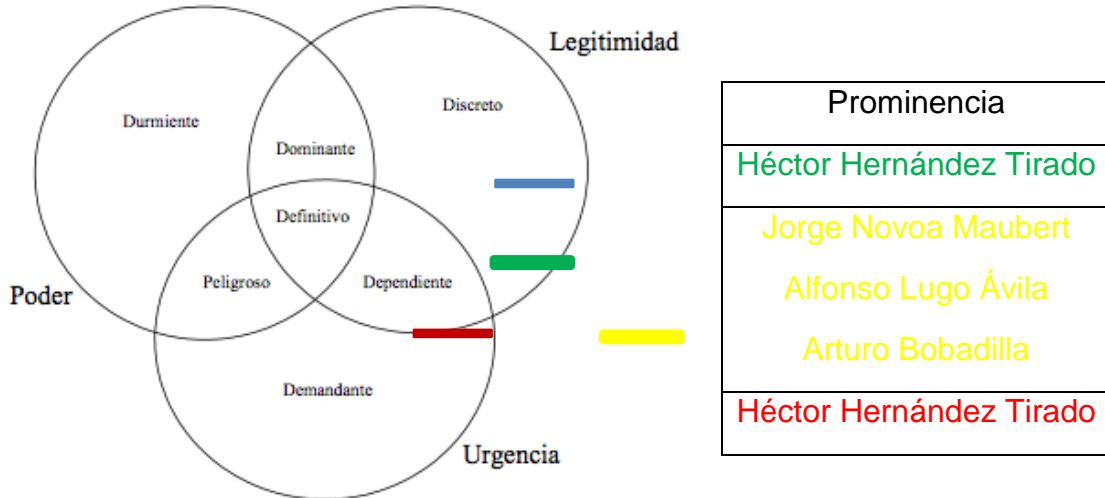 Legitimidad
Durmiente
Discreto
Dominante
Definitivo
Peligroso
Dependiente
Poder
Demandante
Urgencia
Prominencia
Héctor Hernández Tirado
Jorge Novoa Maubert
Alfonso Lugo Ávila
Arturo Bobadilla
Héctor Hernández Tirado